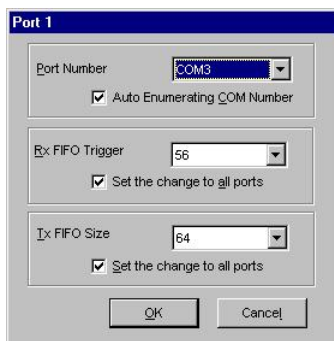 Port 1
Port Number COM3
Auto Enumerating COM Number
Rx FIFO Trigger 56
Set the change to all ports
Tx FIFO Size 64
Set the change to all ports
OK Cancel